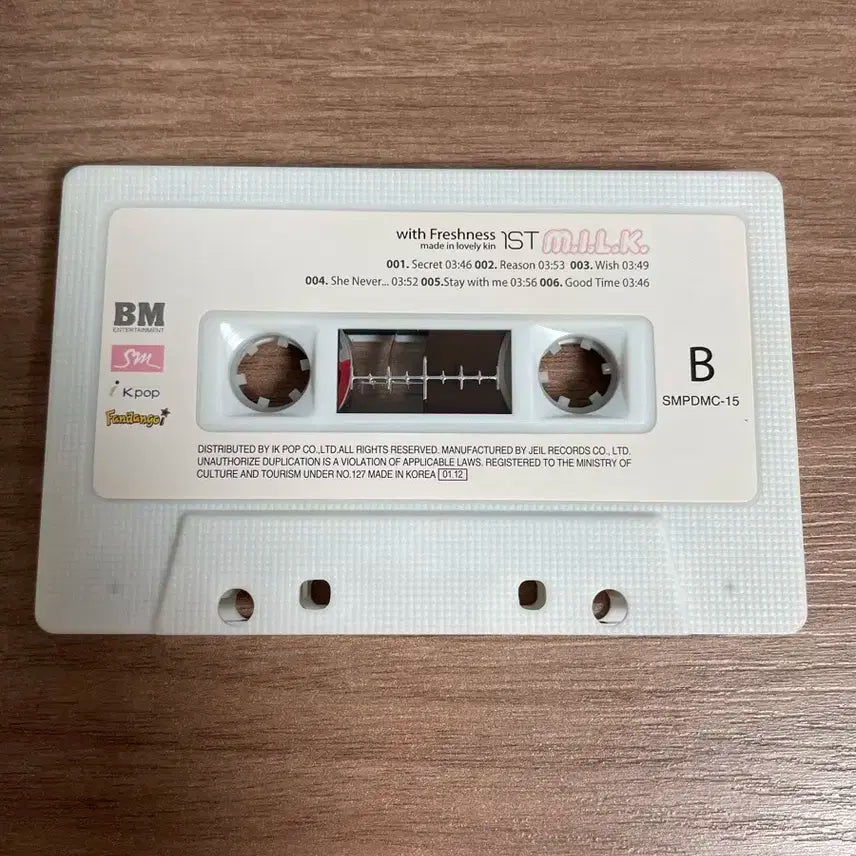 with Freshness
made in lovely kin
1ST M.I.L.K.
001. Secret 03:46 002. Reason 03:53 003. Wish 03:49
004. She Never... 03:52 005.Stay with me 03:56 006. Good Time 03:46
BM
ENTERTAINMENT
SM
i Kpop
Fandango
B
SMPDMC-15
DISTRIBUTED BY IK POP CO.,LTD,ALL RIGHTS RESERVED. MANUFACTURED BY JEIL RECORDS CO., LTD.
UNAUTHORIZE DUPLICATION IS A VIOLATION OF APPLICABLE LAWS. REGISTERED TO THE MINISTRY OF
CULTURE AND TOURISM UNDER NO.127 MADE IN KOREA 01.12